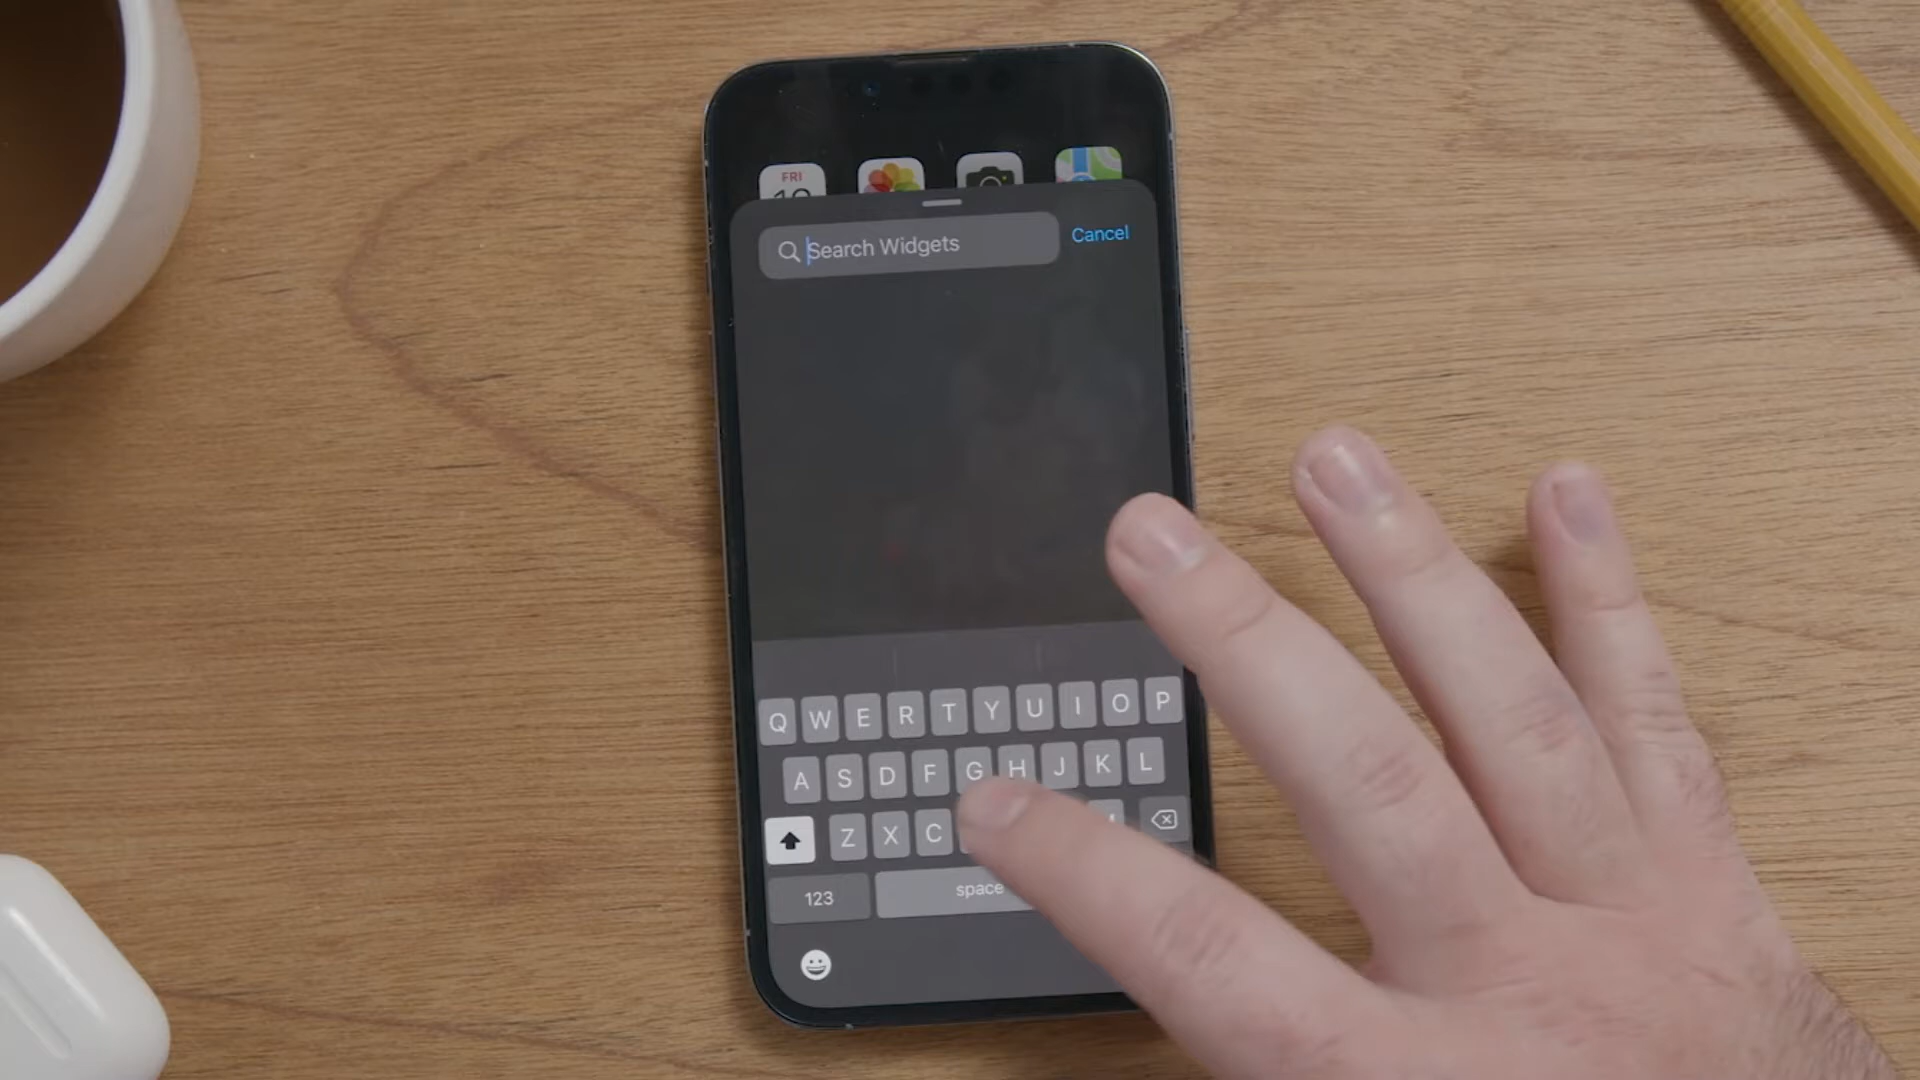 FRI
Search Widgets
Cancel
Q W E R T Y U I O P
A S D F G H J K L
Z X C
123
space